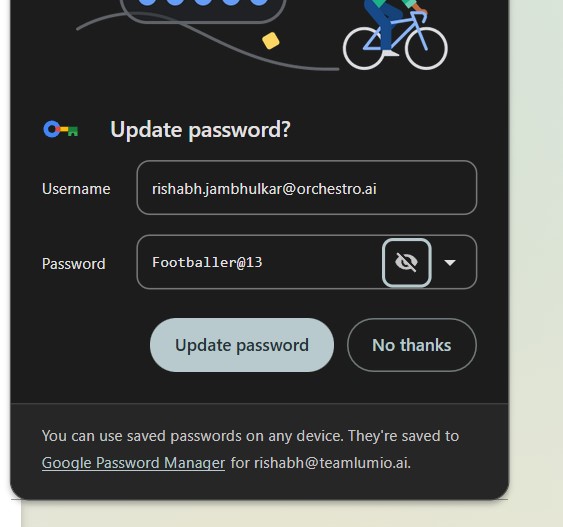 Update password?
Username
rishabh.jambhulkar@orchestro.ai
Password
Footballer@13
Update password
No thanks
You can use saved passwords on any device. They're saved to
Google Password Manager for rishabh@teamlumio.ai.